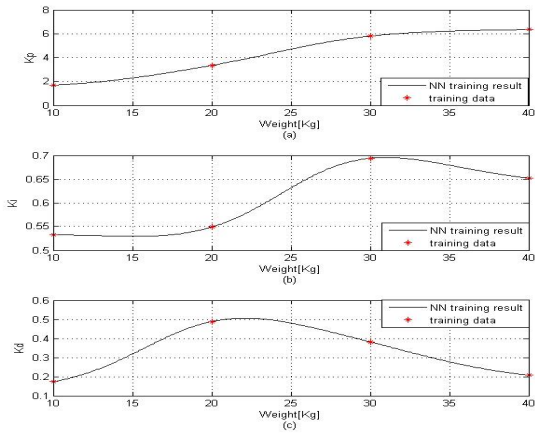 8
6
4
2
0
Kp
10 15 20 25 30 35 40
Weight[Kg]
(a)
NN training result
training data
0.7
0.65
0.6
0.55
0.5
Ki
10 15 20 25 30 35 40
Weight[Kg]
(b)
NN training result
training data
0.6
0.5
0.4
0.3
0.2
0.1
Kd
10 15 20 25 30 35 40
Weight[Kg]
(c)
NN training result
training data